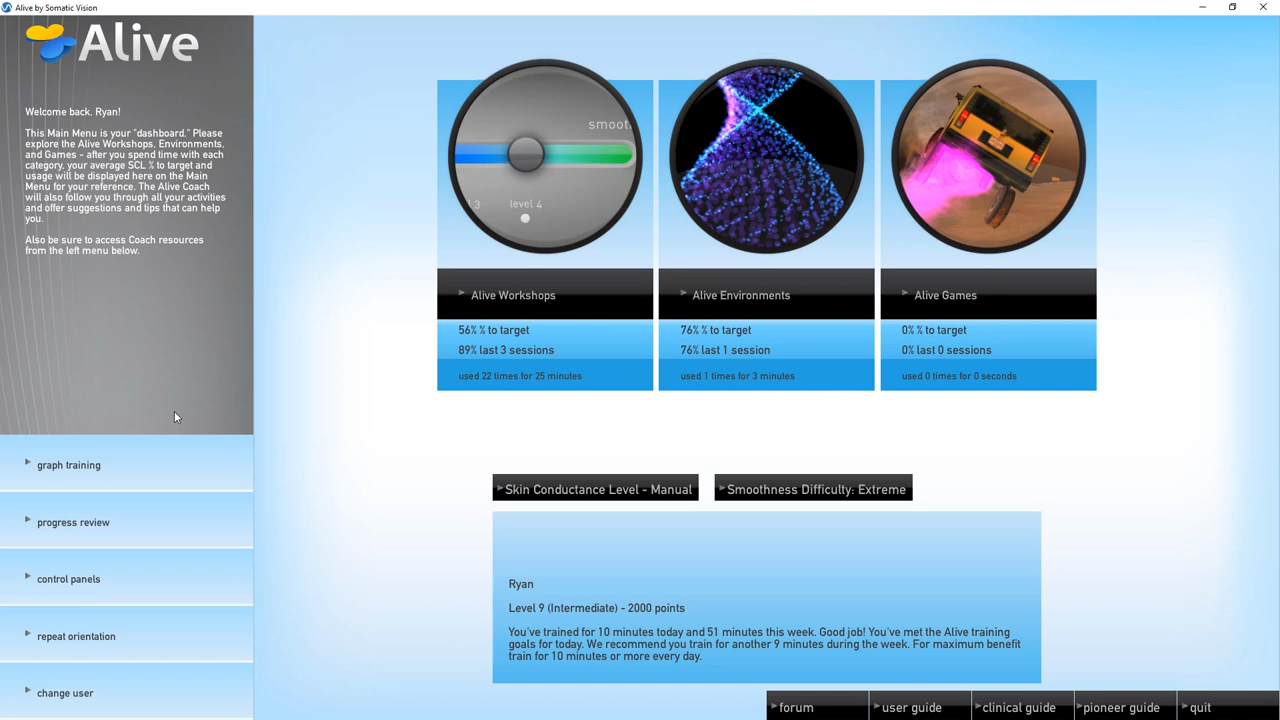 Alive by Somatic Vision
Alive
Welcome back, Ryan!
This Main Menu is your "dashboard." Please
explore the Alive Workshops, Environments,
and Games - after you spend time with each
category, your average SCL % to target and
usage will be displayed here on the Main
Menu for your reference. The Alive Coach
will also follow you through all your activities
and offer suggestions and tips that can help
you.
Also be sure to access Coach resources
from the left menu below.
graph training
progress review
control panels
repeat orientation
change user
smoot
l 3 level 4
Alive Workshops
56% % to target
89% last 3 sessions
used 22 times for 25 minutes
Alive Environments
76% % to target
76% last 1 session
used 1 times for 3 minutes
Alive Games
0% % to target
0% last 0 sessions
used 0 times for 0 seconds
Skin Conductance Level - Manual
Smoothness Difficulty: Extreme
Ryan
Level 9 (Intermediate) - 2000 points
You've trained for 10 minutes today and 51 minutes this week. Good job! You've met the Alive training
goals for today. We recommend you train for another 9 minutes during the week. For maximum benefit
train for 10 minutes or more every day.
forum
user guide
clinical guide
pioneer guide
quit